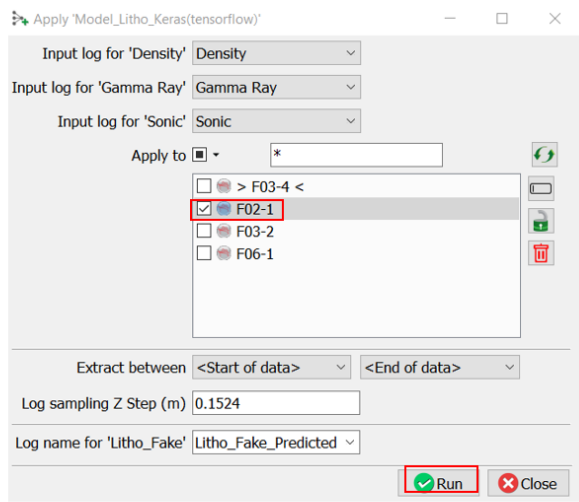 Apply 'Model_Litho_Keras(tensorflow)'
Input log for 'Density' Density
Input log for 'Gamma Ray' Gamma Ray
Input log for 'Sonic' Sonic
Apply to *
> F03-4 <
F02-1
F03-2
F06-1
Extract between <Start of data> <End of data>
Log sampling Z Step (m) 0.1524
Log name for 'Litho_Fake' Litho_Fake_Predicted
Run Close